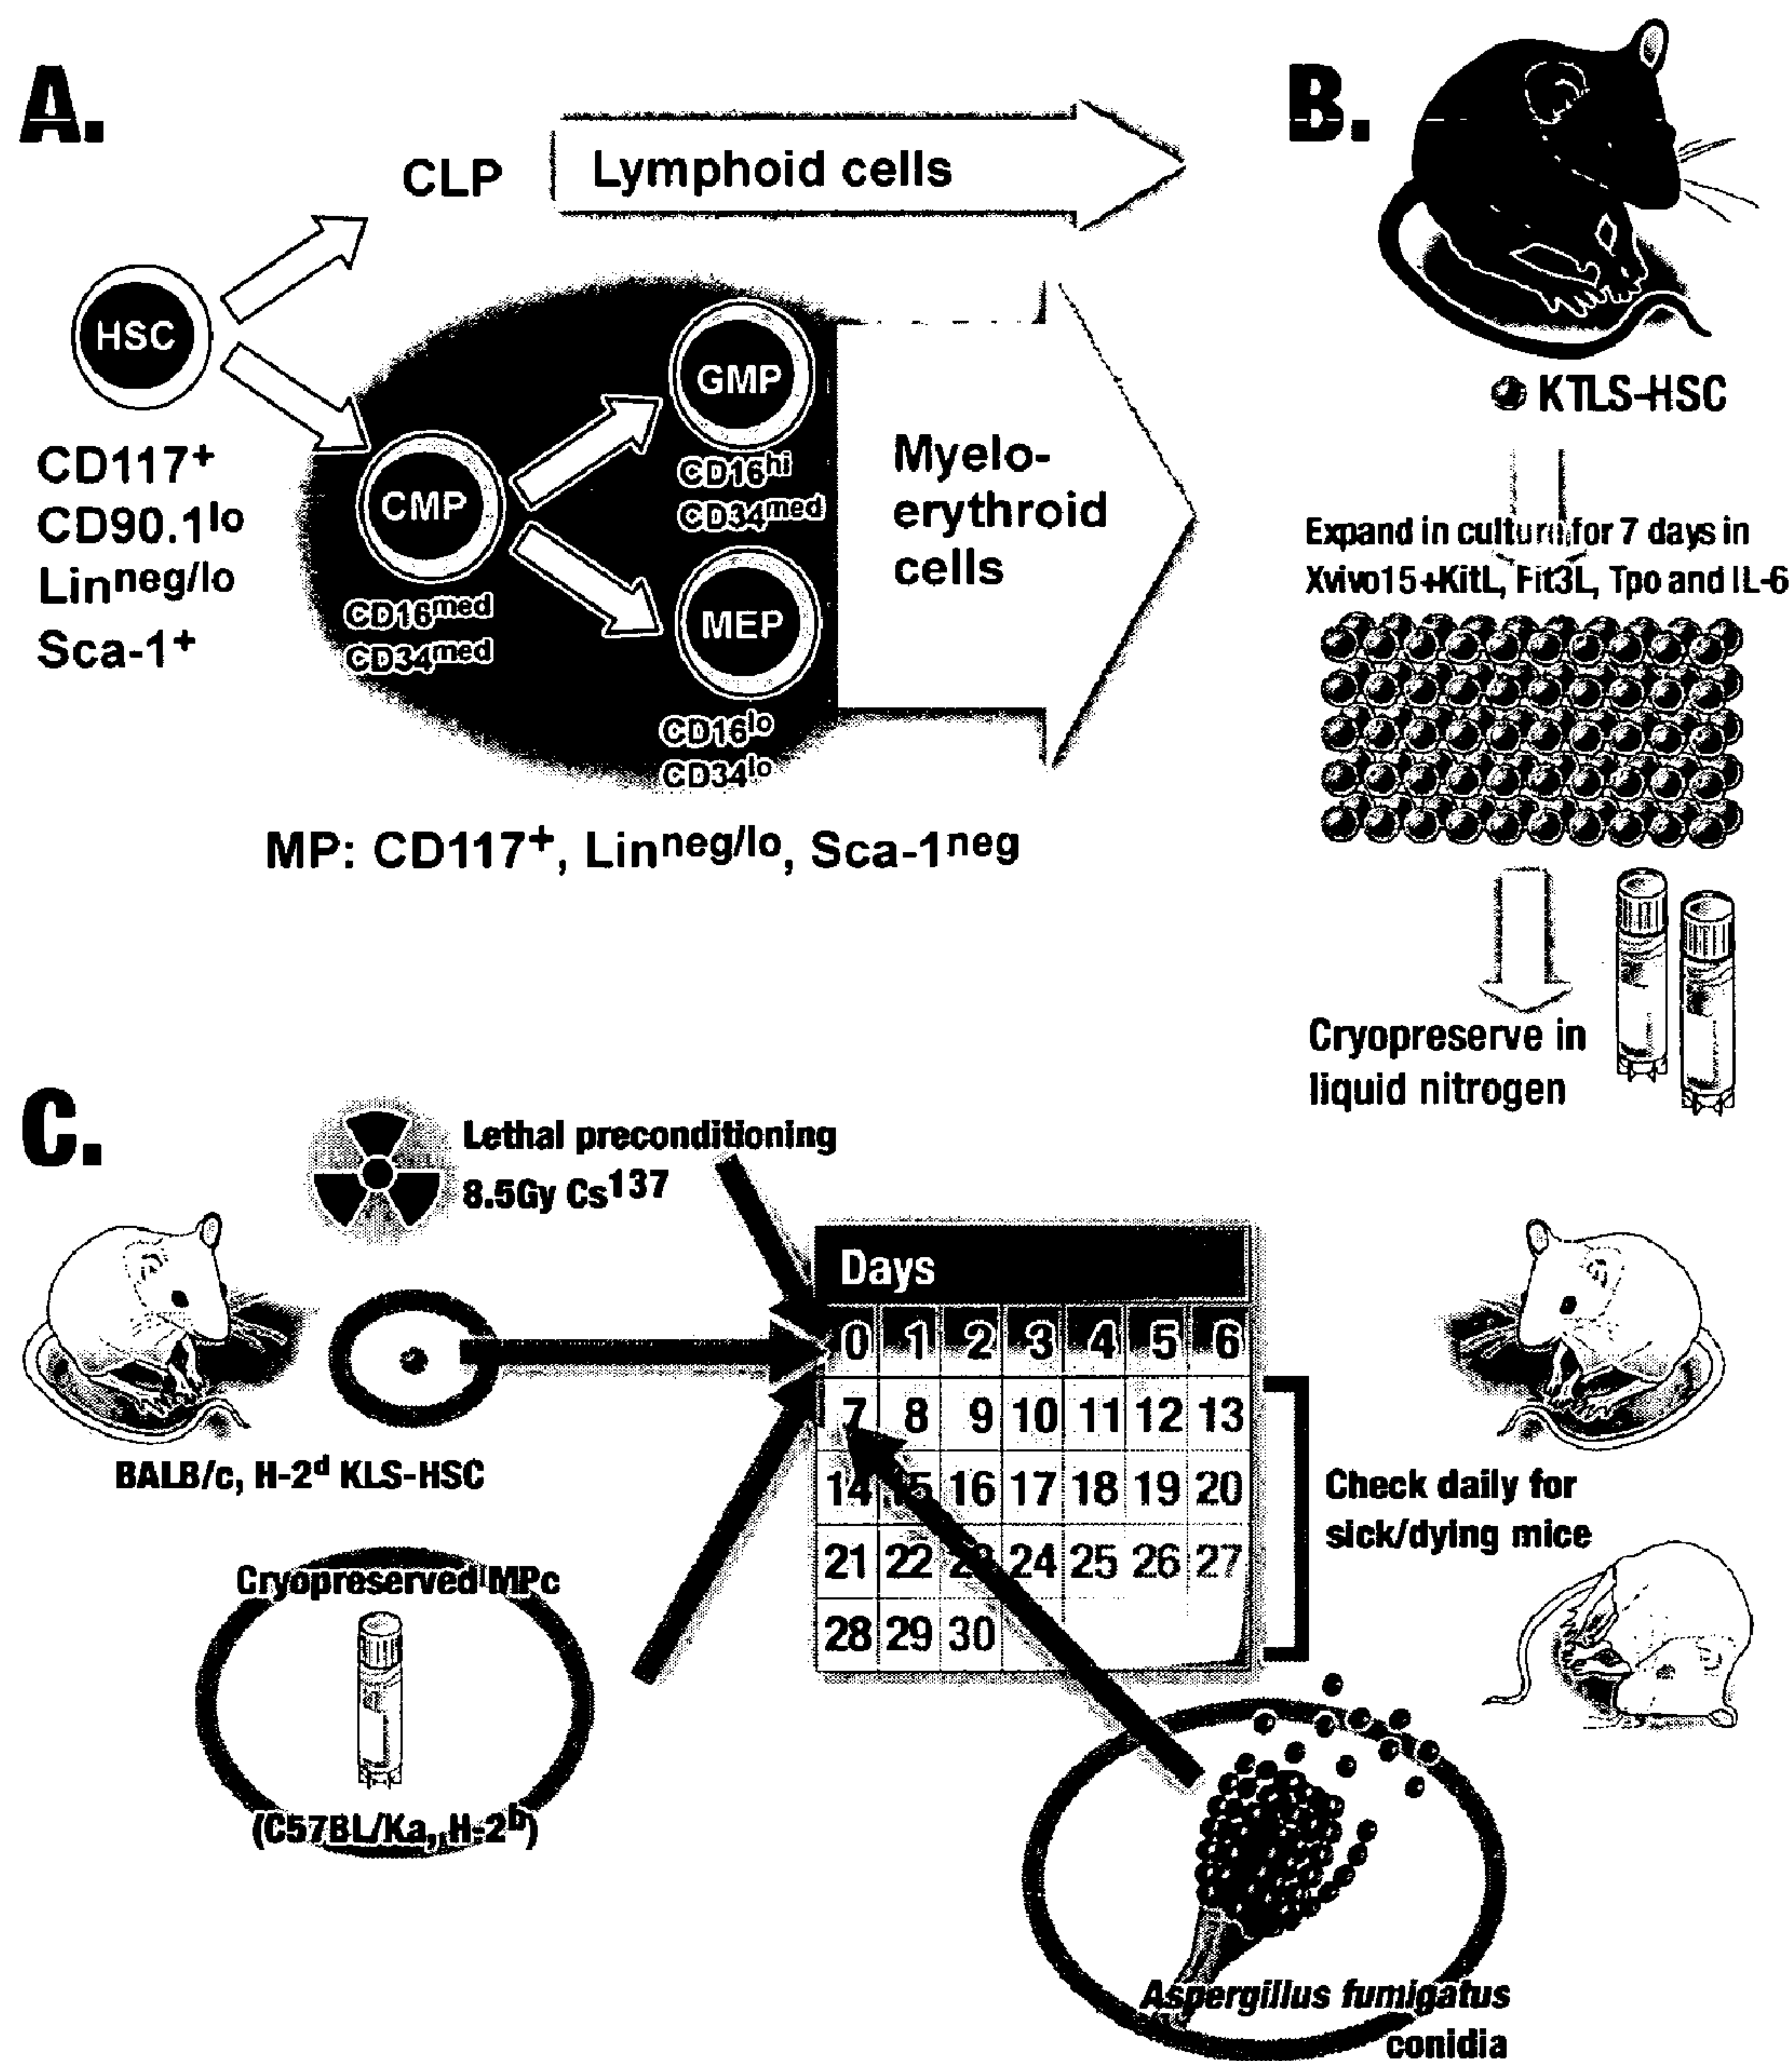 A.
CLP
Lymphoid cells
HSC
CD117+
CD90.1lo
Linneg/lo
Sca-1+
CMP
CD16med
CD34med
GMP
CD16hi
CD34med
MEP
CD16lo
CD34lo
Myelo-
erythroid
cells
MP: CD117+, Linneg/lo, Sca-1neg
B.
KTLS-HSC
Expand in culture for 7 days in
Xvivo15+KitL, Flt3L, Tpo and IL-6
Cryopreserve in
liquid nitrogen
C.
Lethal preconditioning
8.5Gy Cs137
BALB/c, H-2d KLS-HSC
Cryopreserved MPc
(C57BL/Ka, H-2b)
Days
0 1 2 3 4 5 6
7 8 9 10 11 12 13
14 15 16 17 18 19 20
21 22 23 24 25 26 27
28 29 30
Check daily for
sick/dying mice
Aspergillus fumigatus
conidia